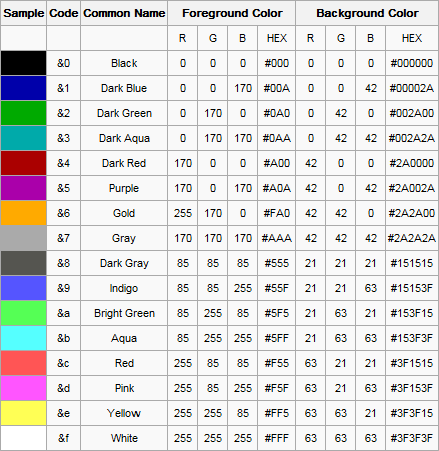 Sample Code Common Name Foreground Color Background Color
R G B HEX R G B HEX
&0 Black 0 0 0 #000 0 0 0 #000000
&1 Dark Blue 0 0 170 #00A 0 0 42 #00002A
&2 Dark Green 0 170 0 #0A0 0 42 0 #002A00
&3 Dark Aqua 0 170 170 #0AA 0 42 42 #002A2A
&4 Dark Red 170 0 0 #A00 42 0 0 #2A0000
&5 Purple 170 0 170 #A0A 42 0 42 #2A002A
&6 Gold 255 170 0 #FA0 42 42 0 #2A2A00
&7 Gray 170 170 170 #AAA 42 42 42 #2A2A2A
&8 Dark Gray 85 85 85 #555 21 21 21 #151515
&9 Indigo 85 85 255 #55F 21 21 63 #15153F
&a Bright Green 85 255 85 #5F5 21 63 21 #153F15
&b Aqua 85 255 255 #5FF 21 63 63 #153F3F
&c Red 255 85 85 #F55 63 21 21 #3F1515
&d Pink 255 85 255 #F5F 63 21 63 #3F153F
&e Yellow 255 255 85 #FF5 63 63 21 #3F3F15
&f White 255 255 255 #FFF 63 63 63 #3F3F3F